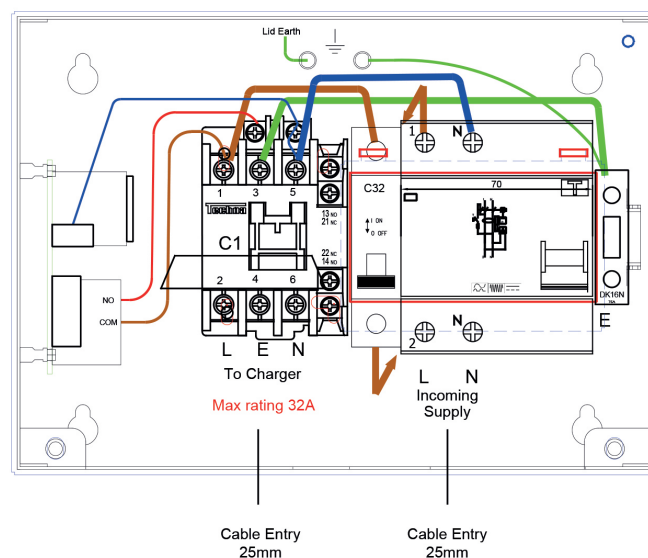 Lid Earth
1
3
5
Techna
C1
13 NO
21 NC
22 NC
14 NO
2
4
6
L
E
N
To Charger
Max rating 32A
NO
COM
C32
I ON
O OFF
1
N
70
2
N
L
N
Incoming
Supply
DK16N
E
Cable Entry
25mm
Cable Entry
25mm